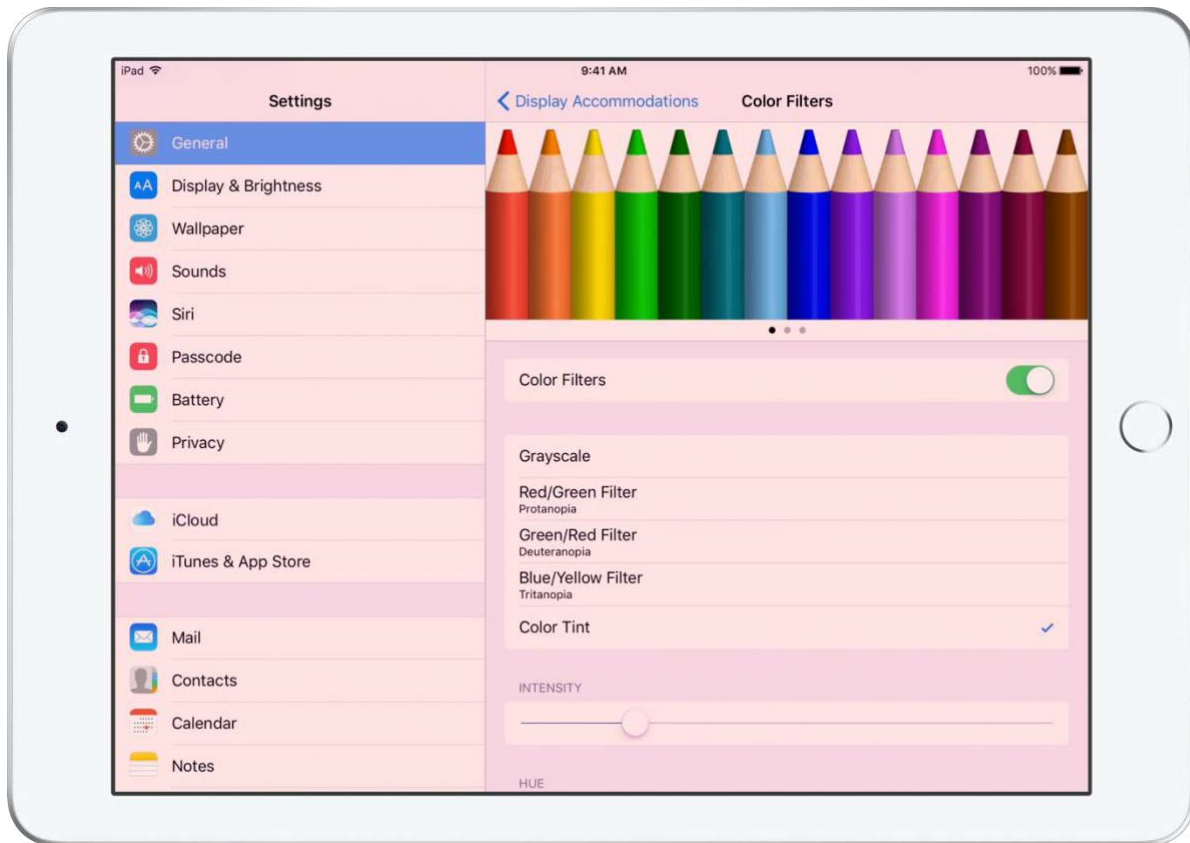 iPad
9:41 AM
100%
Settings
Display Accommodations
Color Filters
General
AA
Display & Brightness
Wallpaper
Sounds
Siri
Passcode
Battery
Privacy
iCloud
iTunes & App Store
Mail
Contacts
Calendar
Notes
Color Filters
Grayscale
Red/Green Filter
Protanopia
Green/Red Filter
Deuteranopia
Blue/Yellow Filter
Tritanopia
Color Tint
INTENSITY
HUE